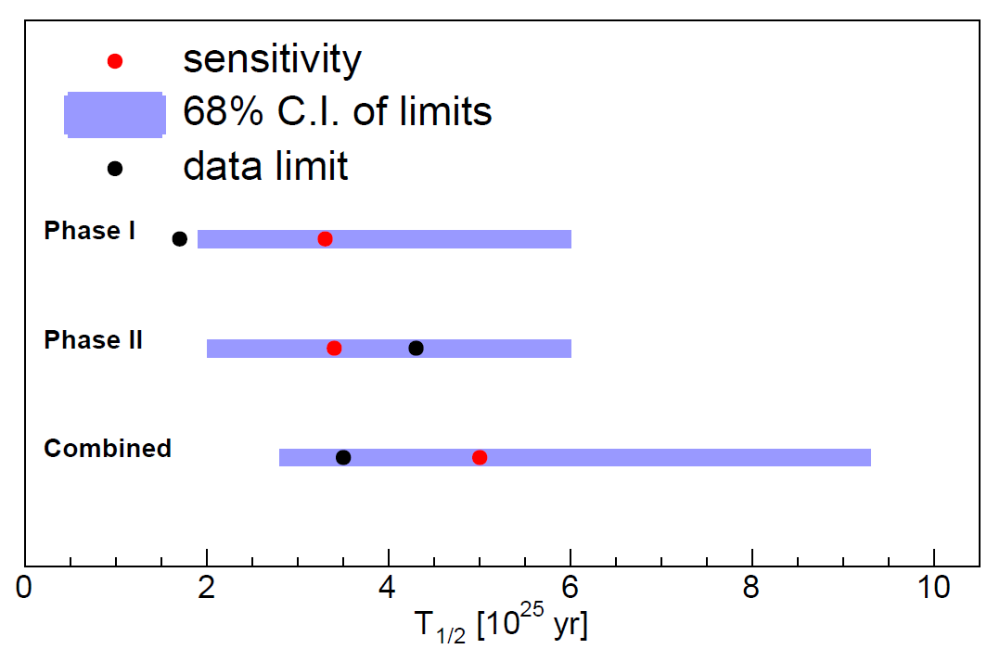 sensitivity
68% C.I. of limits
data limit
Phase I
Phase II
Combined
0 2 4 6 8 10
T1/2 [10^25 yr]